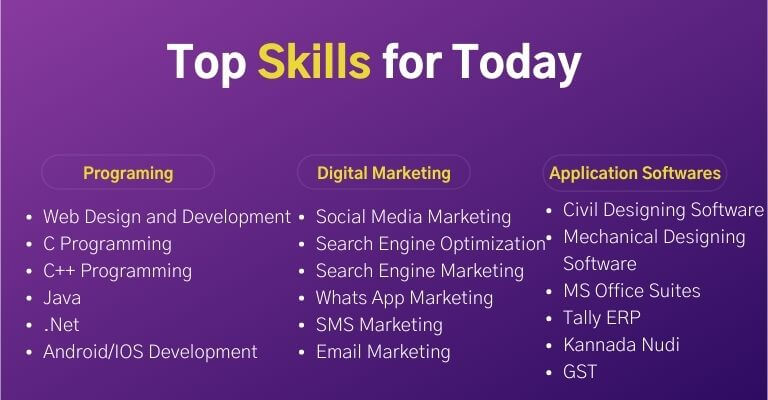 Top Skills for Today
Programing
• Web Design and Development
• C Programming
• C++ Programming
• Java
• .Net
• Android/IOS Development
Digital Marketing
• Social Media Marketing
• Search Engine Optimization
• Search Engine Marketing
• Whats App Marketing
• SMS Marketing
• Email Marketing
Application Softwares
• Civil Designing Software
• Mechanical Designing
Software
• MS Office Suites
• Tally ERP
• Kannada Nudi
• GST